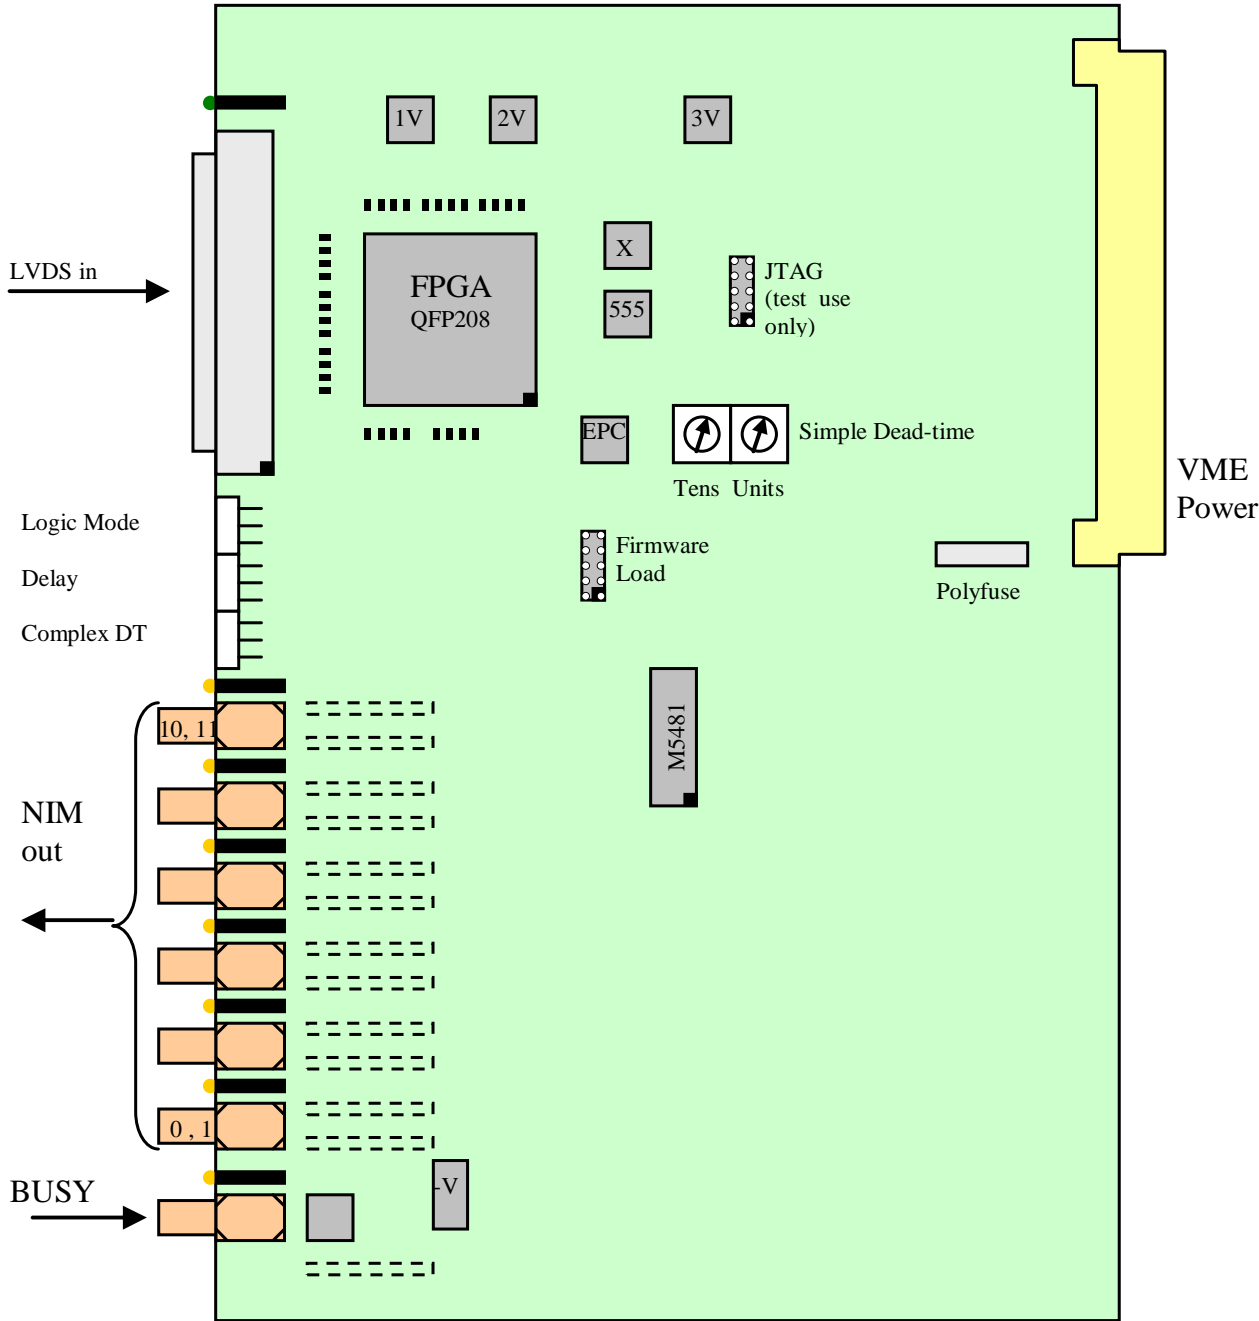 1V
2V
3V
LVDS in
FPGA
QFP208
X
555
JTAG
(test use
only)
EPC
Simple Dead-time
Tens Units
VME
Power
Logic Mode
Delay
Complex DT
Firmware
Load
Polyfuse
10, 11
M5481
NIM
out
0 , 1
BUSY
-V